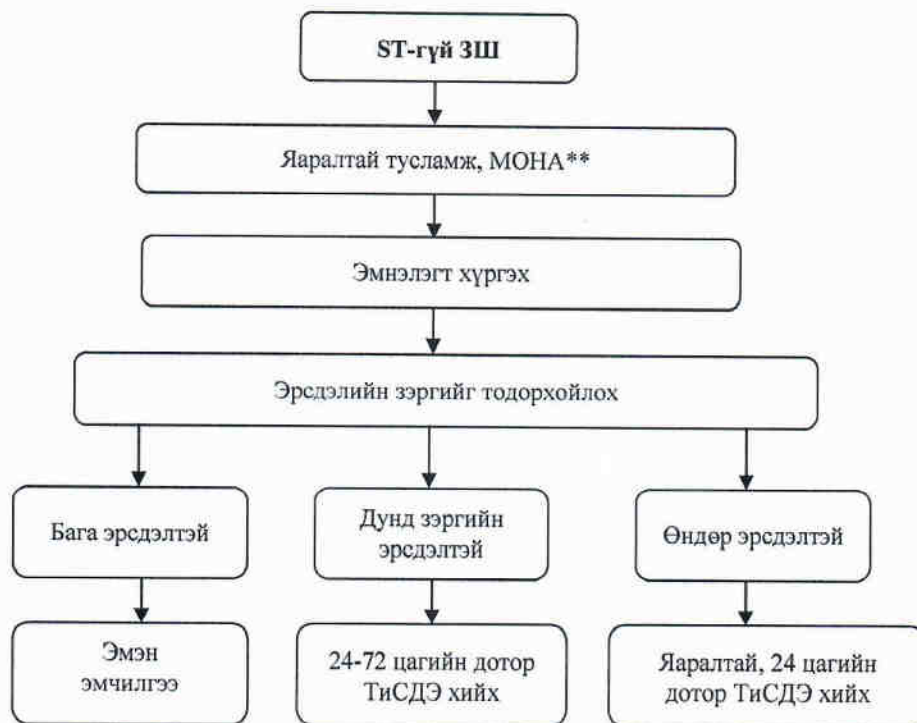 ST-гүй ЗШ
Яаралтай тусламж, МОНА**
Эмнэлэгт хүргэх
Эрсдэлийн зэргийг тодорхойлох
Бага эрсдэлтэй
Дунд зэргийн
эрсдэлтэй
Өндөр эрсдэлтэй
Эмэн
эмчилгээ
24-72 цагийн дотор
ТиСДЭ хийх
Яаралтай, 24 цагийн
дотор ТиСДЭ хийх